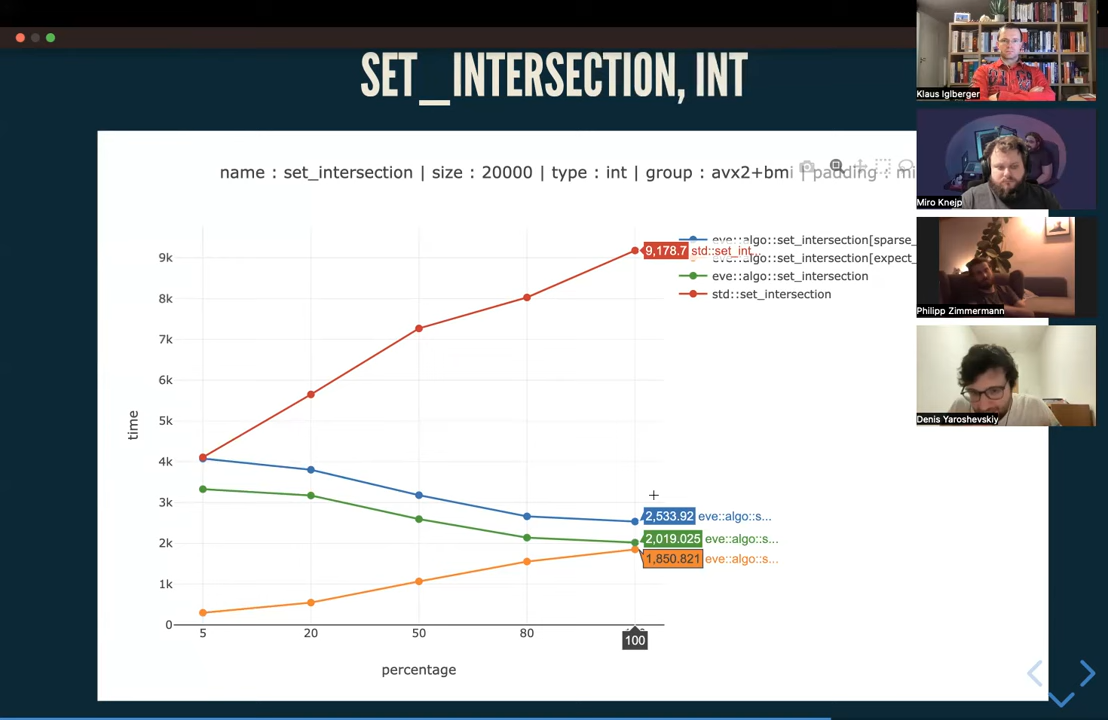 SET_INTERSECTION, INT
name : set_intersection | size : 20000 | type : int | group : avx2+bmi | padding : mi
9k
8k
7k
6k
5k
4k
3k
2k
1k
0
time
5
20
50
80
100
percentage
9,178.7 std::set_int...
2,533.92 eve::algo::s...
2,019.025 eve::algo::s...
1,850.821 eve::algo::s...
eve::algo::set_intersection[sparse_
eve::algo::set_intersection[expect_
eve::algo::set_intersection
std::set_intersection
Klaus Iglberger
Miro Knejp
Philipp Zimmermann
Denis Yaroshevskiy